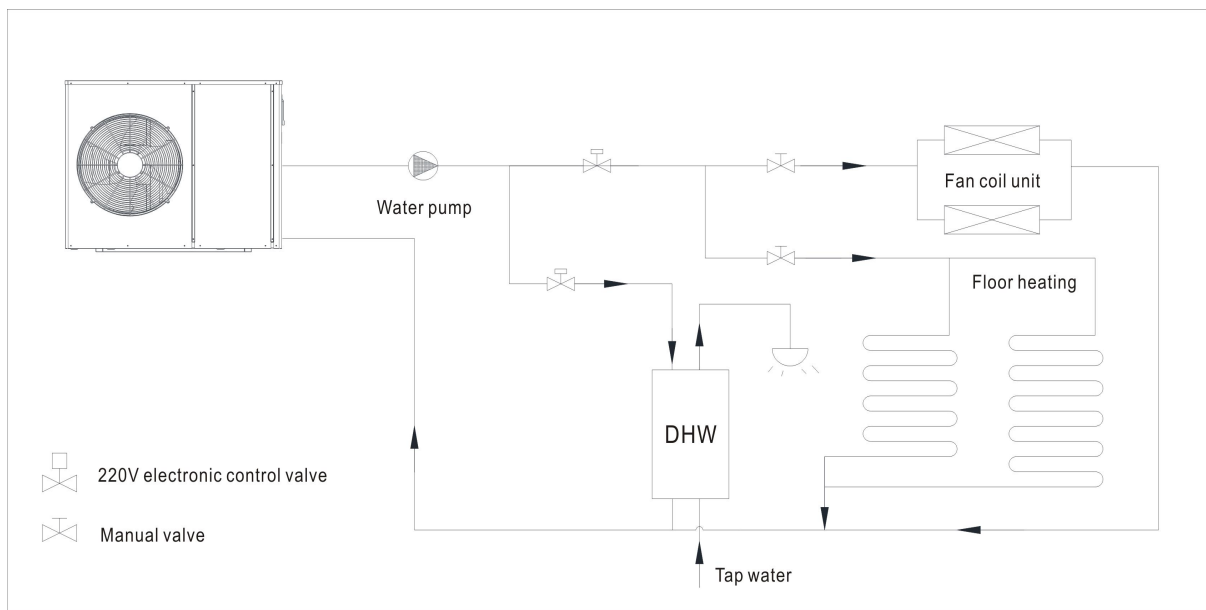 Water pump
Fan coil unit
Floor heating
DHW
220V electronic control valve
Manual valve
Tap water